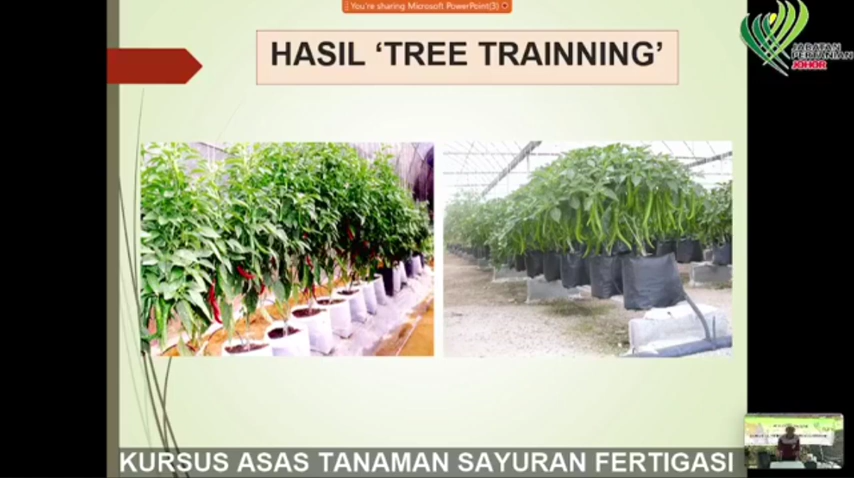 You're sharing Microsoft PowerPoint(3)
HASIL ‘TREE TRAINNING’
JABATAN
PERTANIAN
JOHOR
KURSUS ASAS TANAMAN SAYURAN FERTIGASI